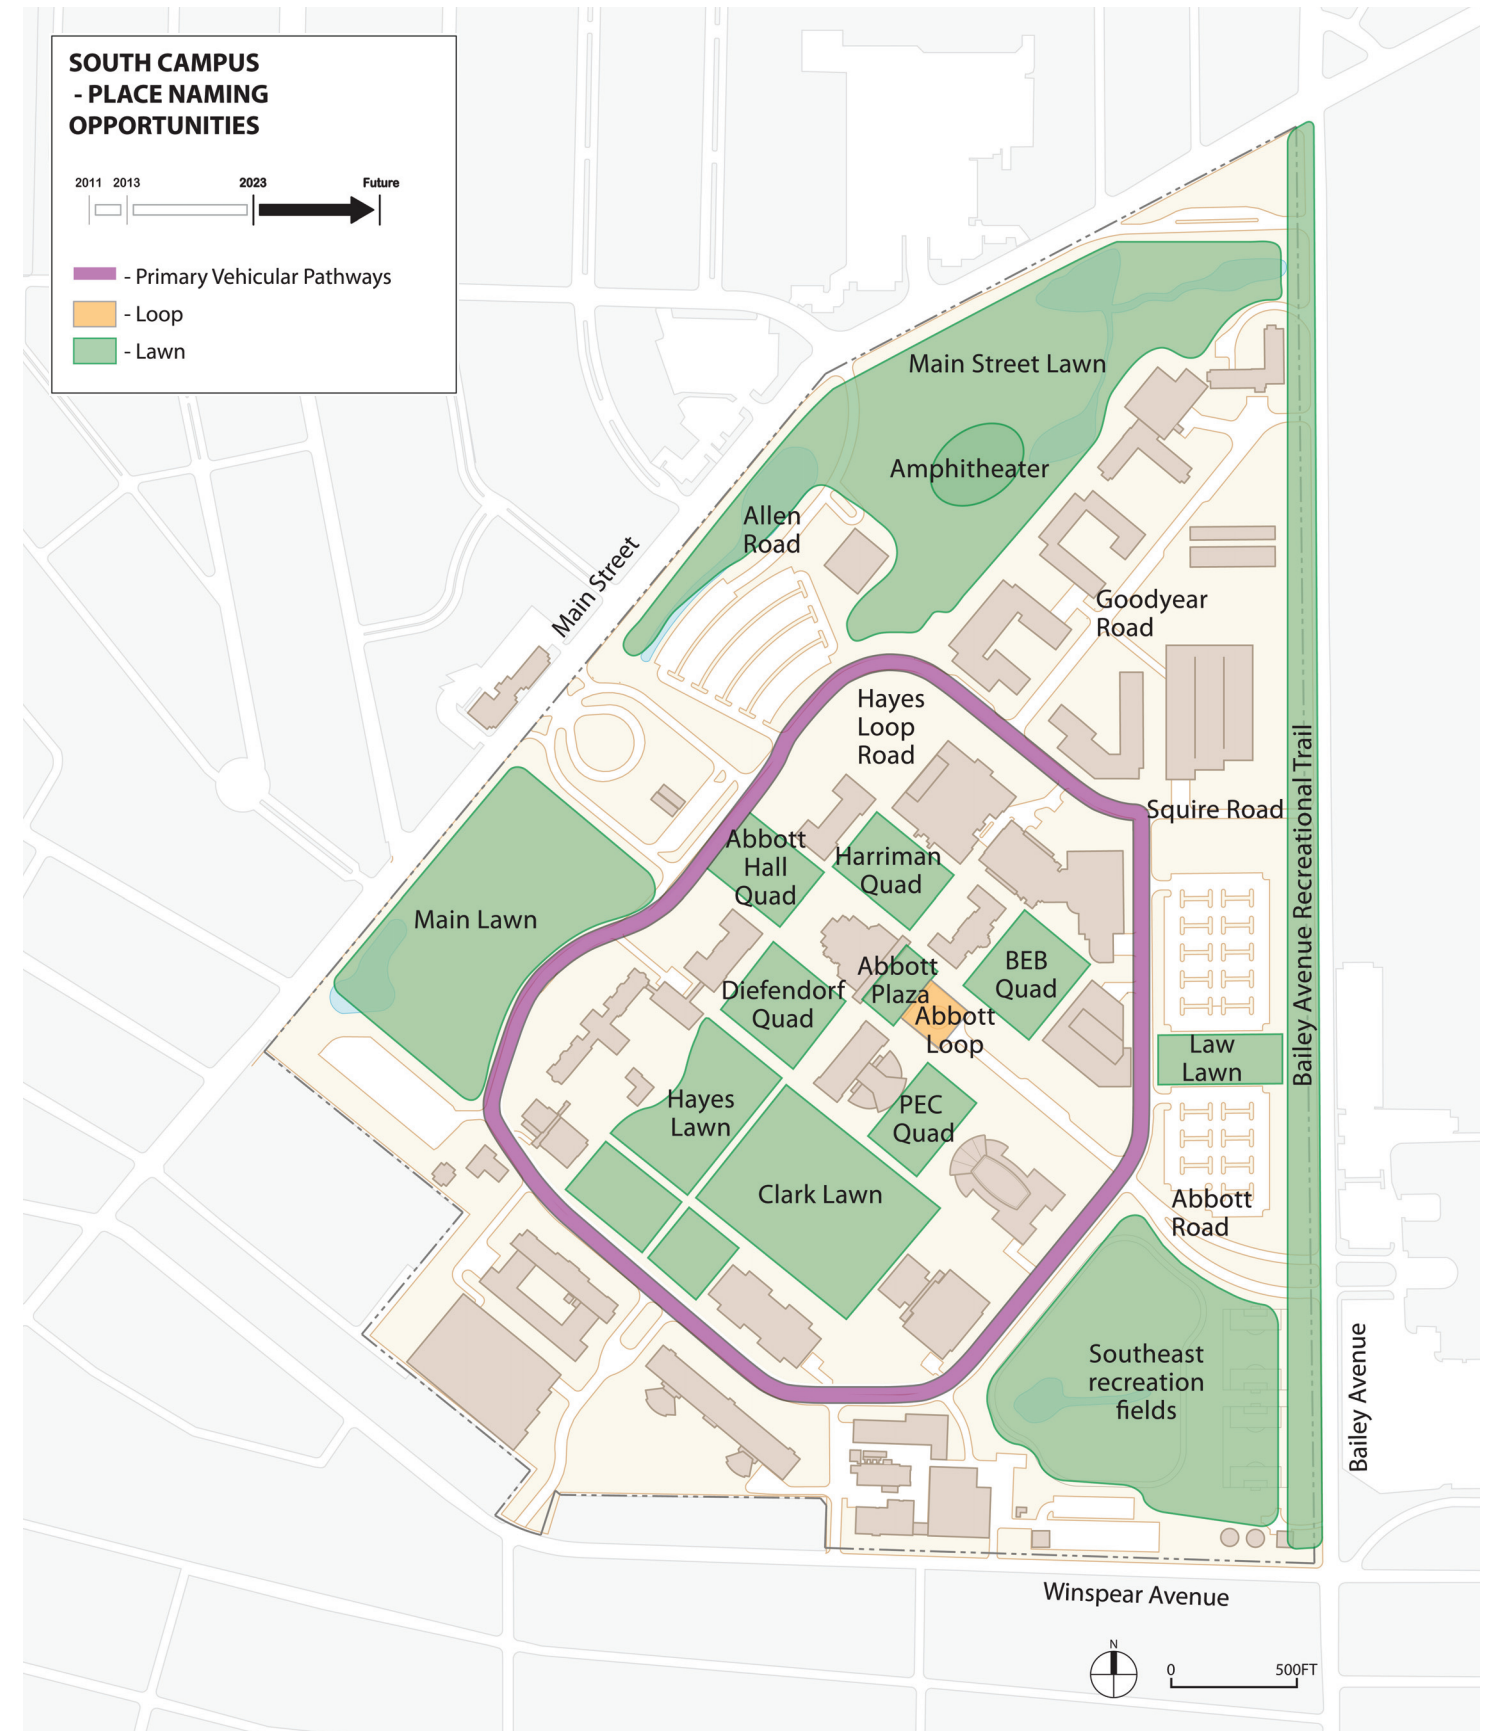 SOUTH CAMPUS
- PLACE NAMING
OPPORTUNITIES
2011 2013 2023 Future
- Primary Vehicular Pathways
- Loop
- Lawn
Main Street Lawn
Amphitheater
Allen
Road
Main Street
Goodyear
Road
Hayes
Loop
Road
Squire Road
Bailey Avenue Recreational Trail
Abbott
Hall
Quad
Harriman
Quad
Main Lawn
Abbott
Plaza
BEB
Quad
Diefendorf
Quad
Abbott
Loop
Law
Lawn
Hayes
Lawn
PEC
Quad
Clark Lawn
Abbott
Road
Southeast
recreation
fields
Bailey Avenue
Winspear Avenue
N
0 500FT